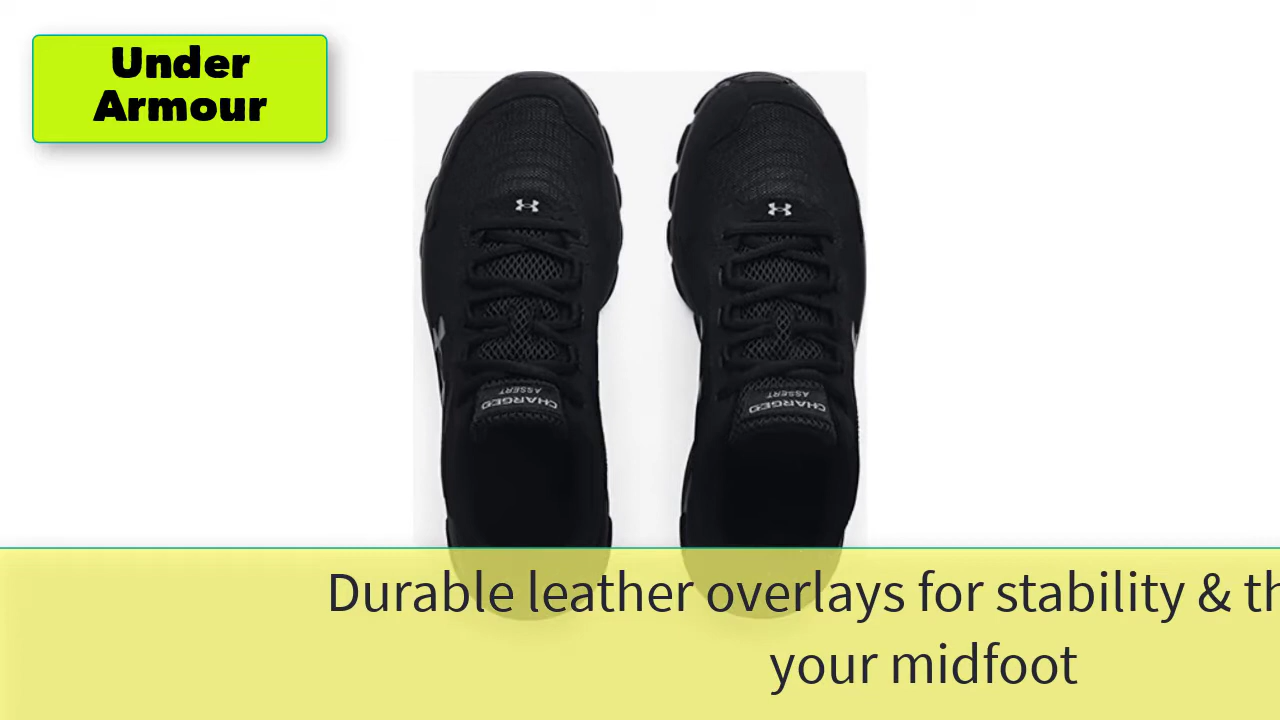 Under
Armour
CHARGED
ASSERT
CHARGED
ASSERT
Durable leather overlays for stability & th
your midfoot